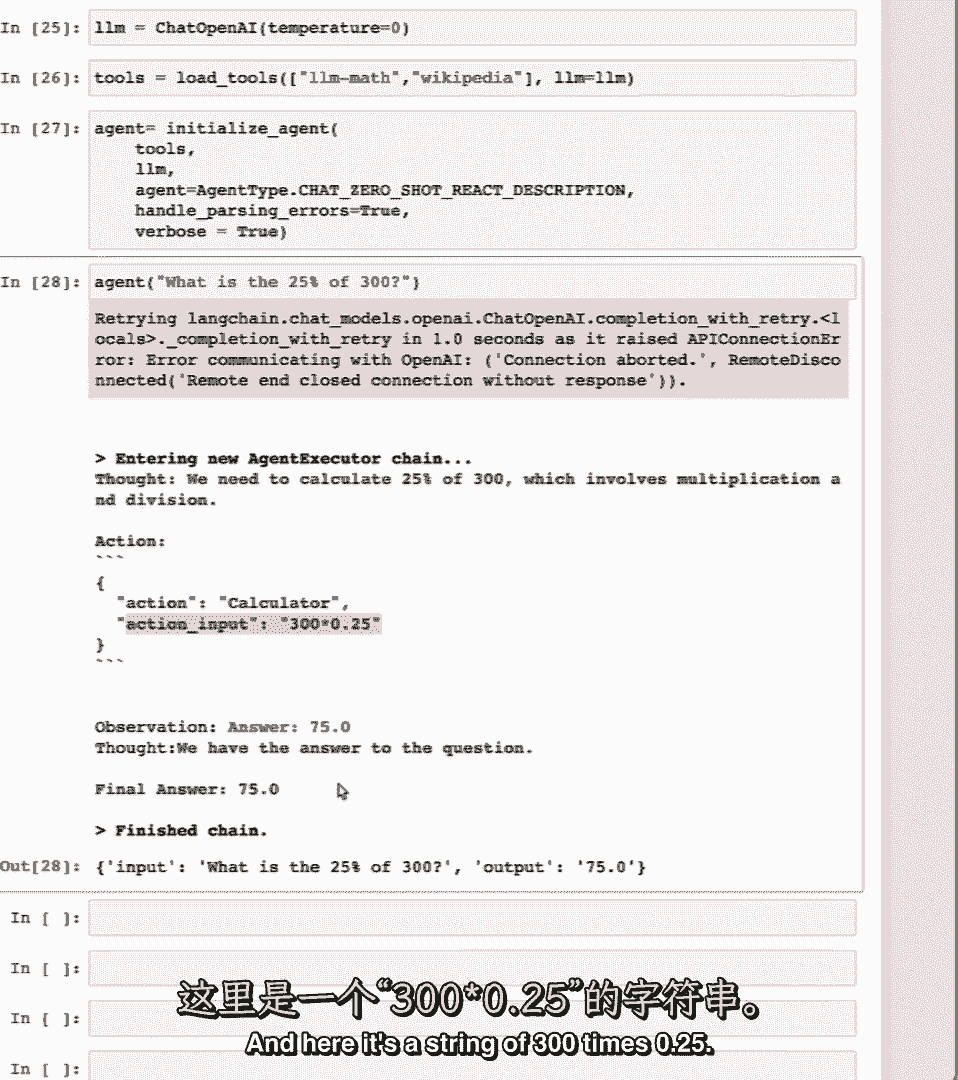 In [25]: llm = ChatOpenAI(temperature=0)
In [26]: tools = load_tools(["llm-math","wikipedia"], llm=llm)
In [27]: agent= initialize_agent(
    tools,
    llm,
    agent=AgentType.CHAT_ZERO_SHOT_REACT_DESCRIPTION,
    handle_parsing_errors=True,
    verbose = True)
In [28]: agent("What is the 25% of 300?")
Retrying langchain.chat_models.openai.ChatOpenAI.completion_with_retry.<l
ocals>._completion_with_retry in 1.0 seconds as it raised APIConnectionEr
ror: Error communicating with OpenAI: ('Connection aborted.', RemoteDisco
nnected('Remote end closed connection without response')).
> Entering new AgentExecutor chain...
Thought: We need to calculate 25% of 300, which involves multiplication a
nd division.
Action:
```
{
  "action": "Calculator",
  "action_input": "300*0.25"
}
```
Observation: Answer: 75.0
Thought:We have the answer to the question.
Final Answer: 75.0
> Finished chain.
Out[28]: {'input': 'What is the 25% of 300?', 'output': '75.0'}
In [ ]:
In [ ]:
In [ ]:
In [ ]:
这里是一个“300*0.25”的字符串。
And here it's a string of 300 times 0.25.